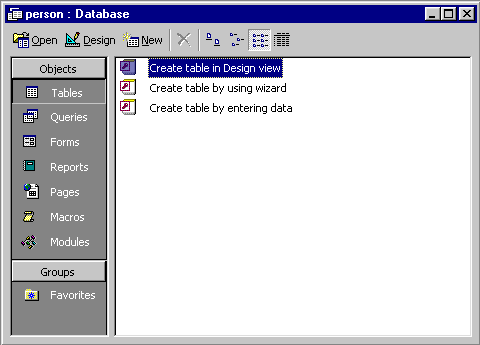 person : Database
Open Design New
Objects
Tables
Queries
Forms
Reports
Pages
Macros
Modules
Groups
Favorites
Create table in Design view
Create table by using wizard
Create table by entering data